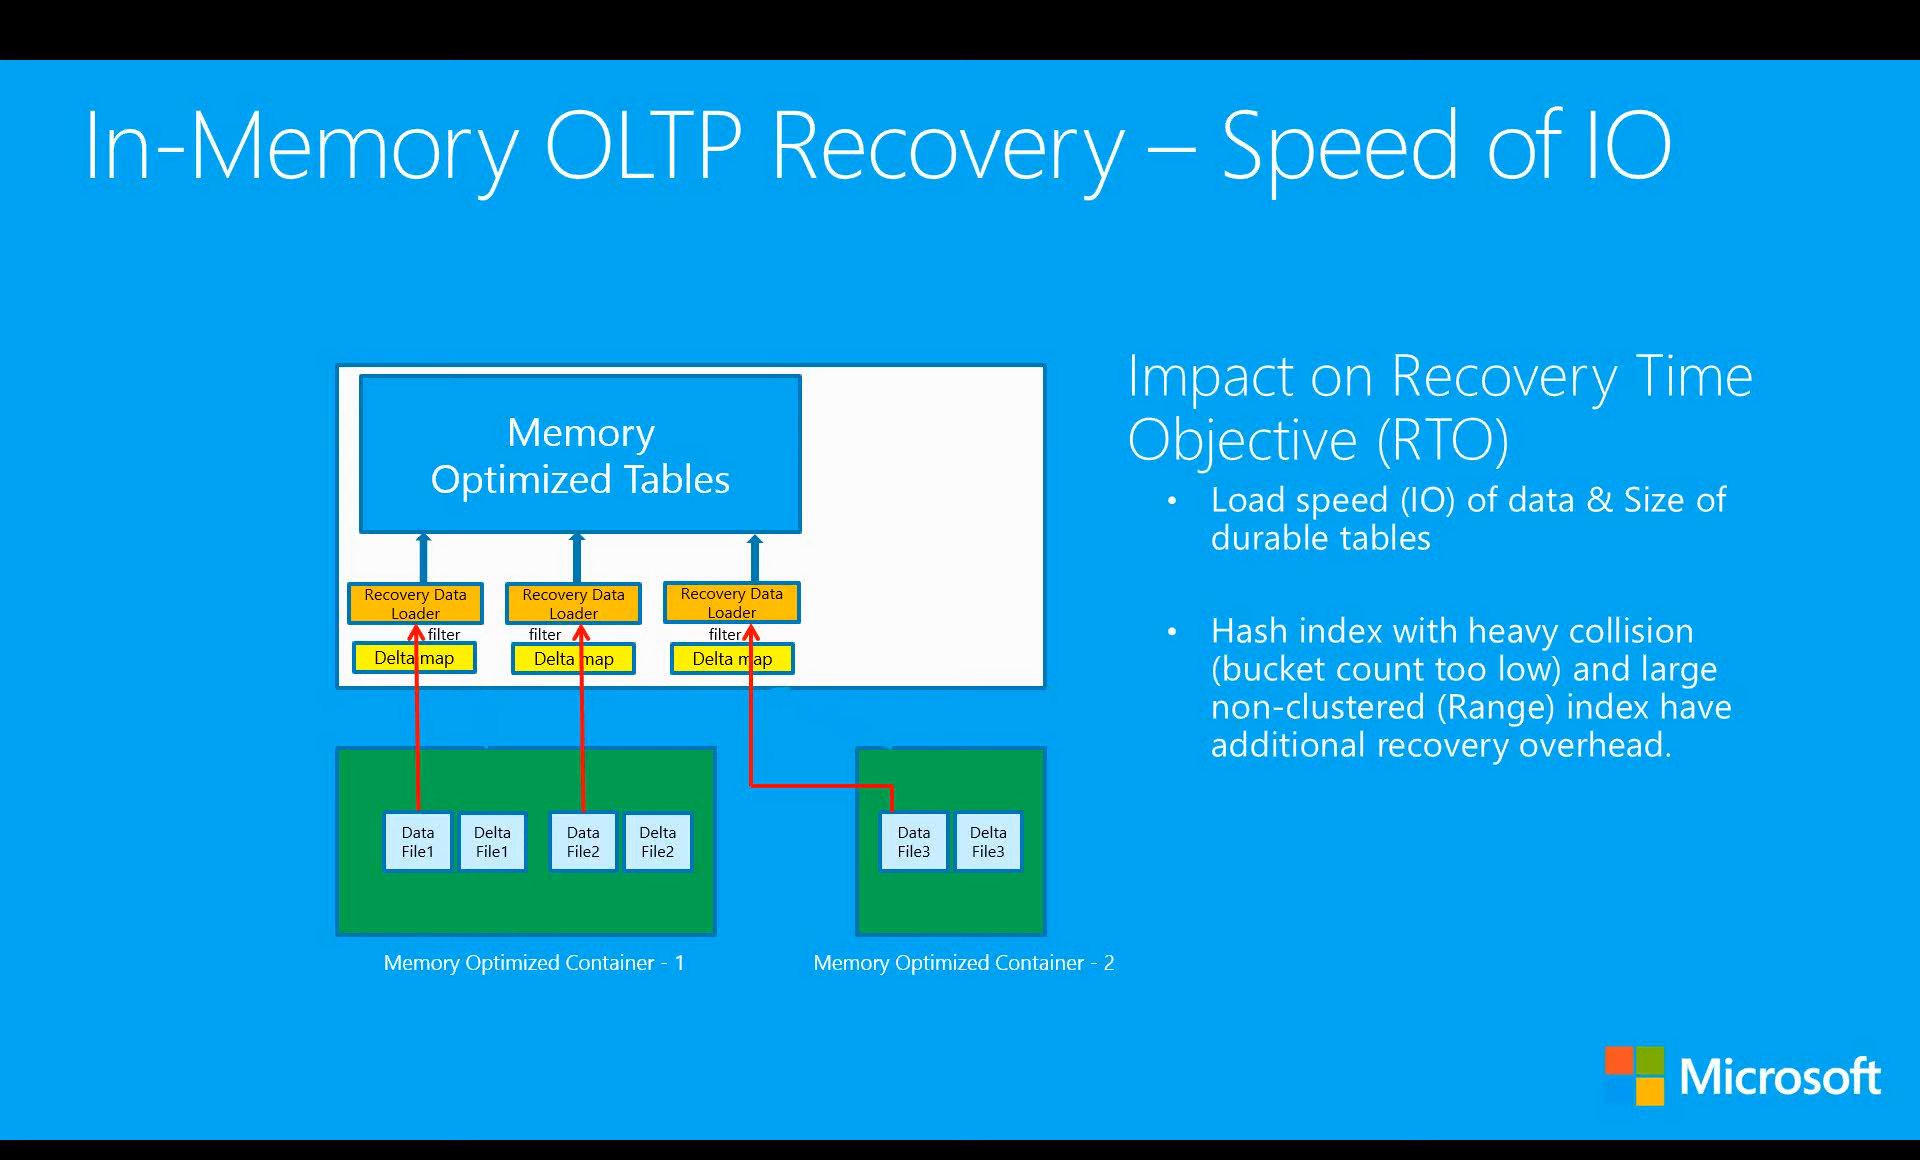 In-Memory OLTP Recovery – Speed of IO
Memory
Optimized Tables
Recovery Data
Loader
Recovery Data
Loader
Recovery Data
Loader
filter
filter
filter
Delta map
Delta map
Delta map
Data
File1
Delta
File1
Data
File2
Delta
File2
Data
File3
Delta
File3
Memory Optimized Container - 1
Memory Optimized Container - 2
Impact on Recovery Time
Objective (RTO)
• Load speed (IO) of data & Size of
durable tables
• Hash index with heavy collision
(bucket count too low) and large
non-clustered (Range) index have
additional recovery overhead.
Microsoft